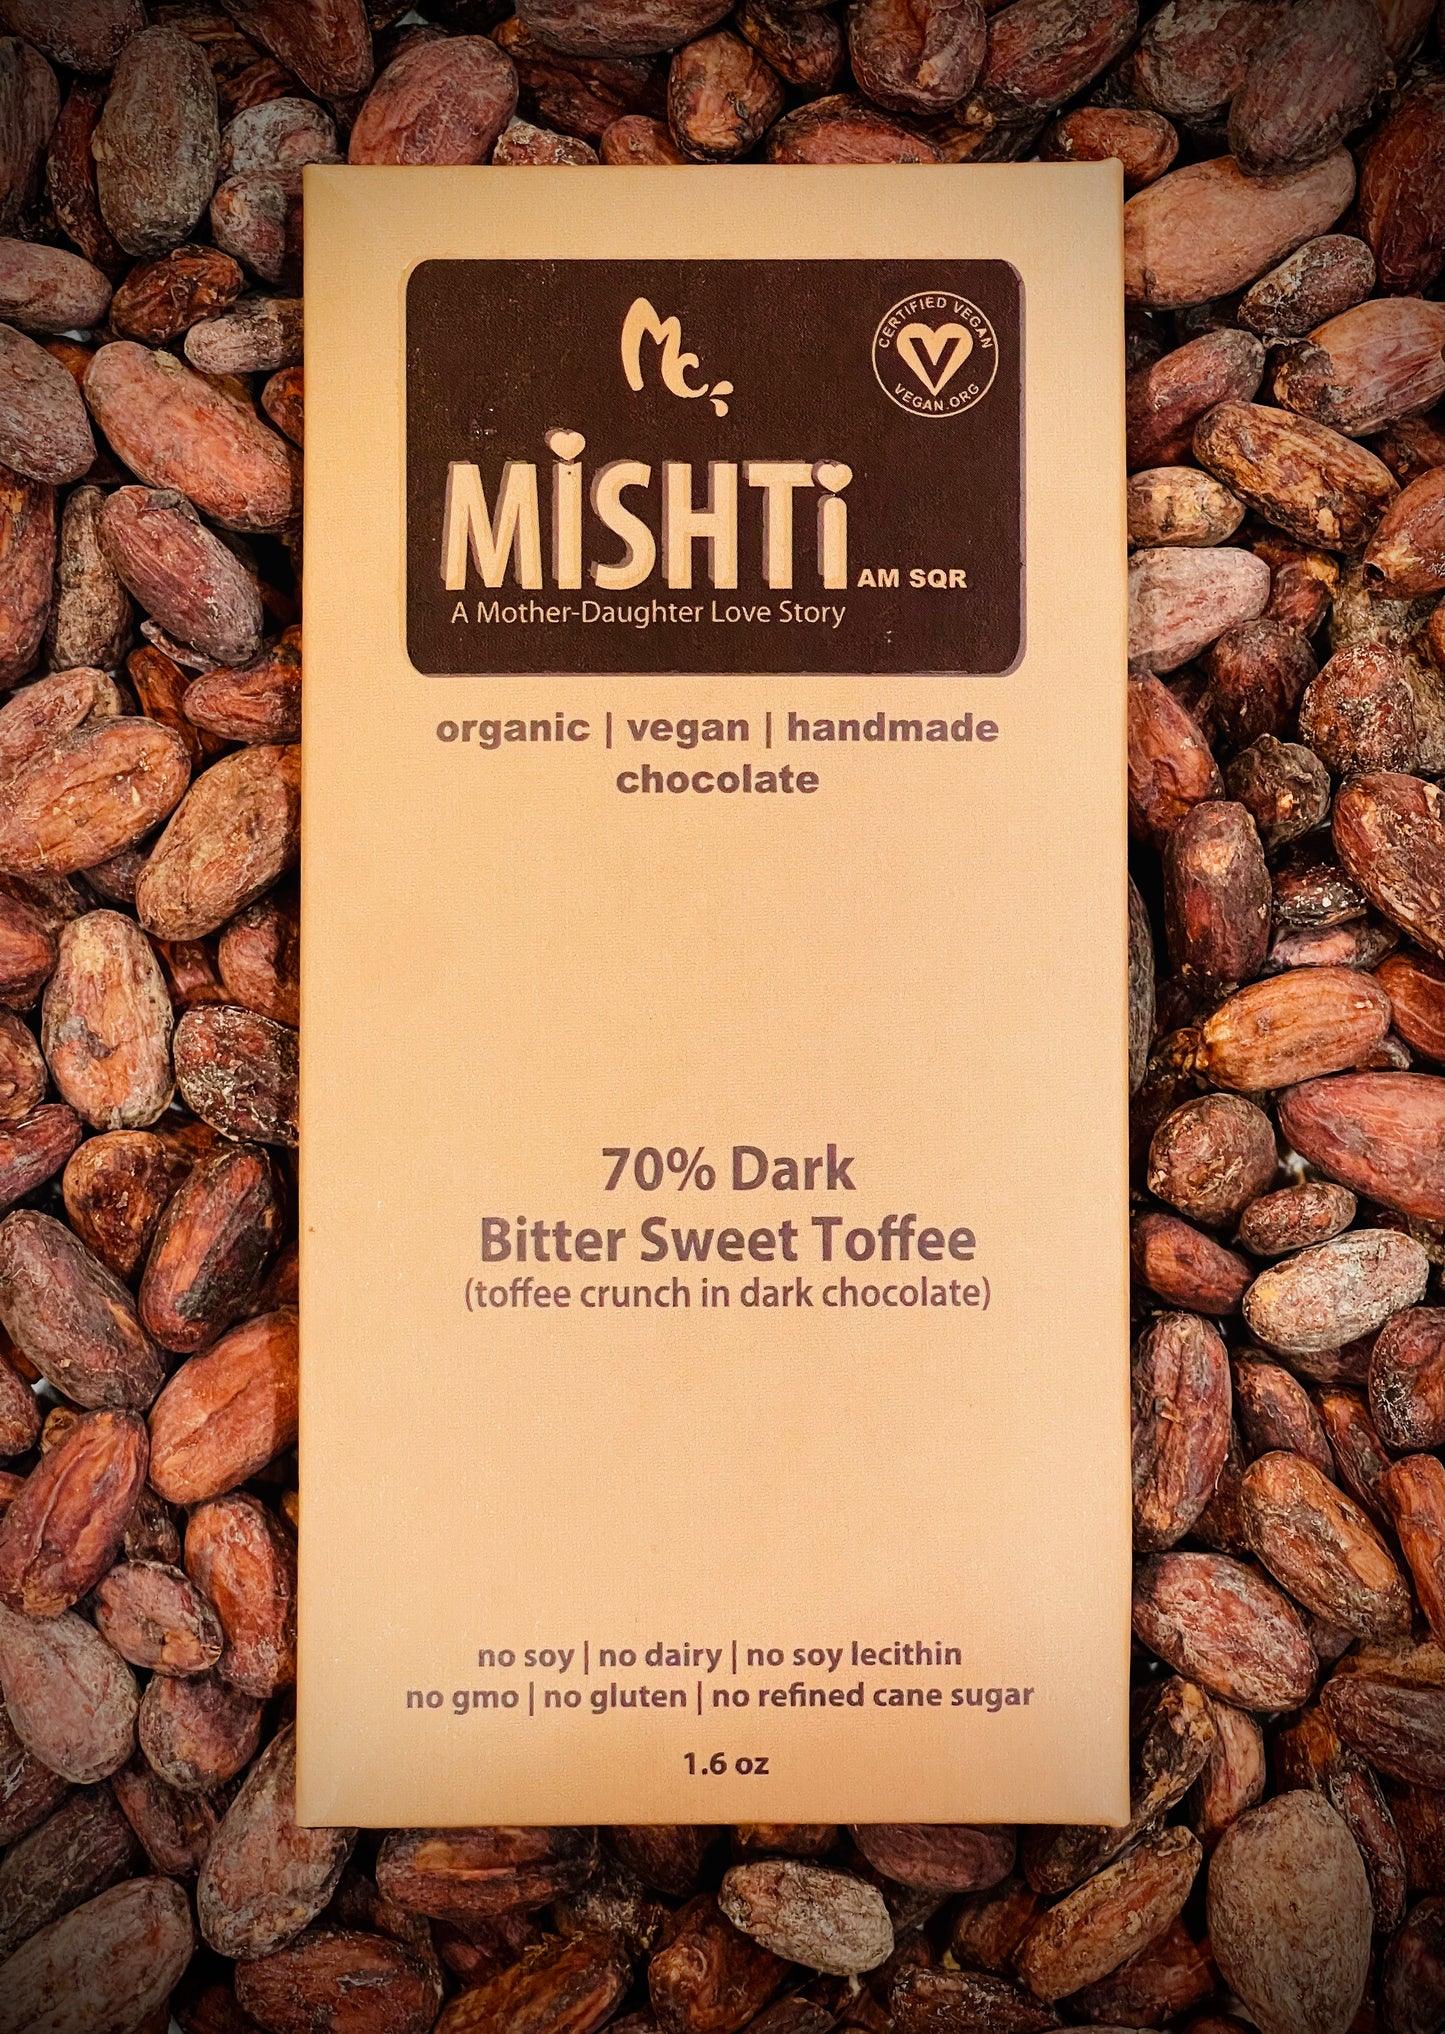 Mc
CERTIFIED VEGAN
VEGAN.ORG
MiSHTi AM SQR
A Mother-Daughter Love Story
organic | vegan | handmade
chocolate
70% Dark
Bitter Sweet Toffee
(toffee crunch in dark chocolate)
no soy | no dairy | no soy lecithin
no gmo | no gluten | no refined cane sugar
1.6 oz